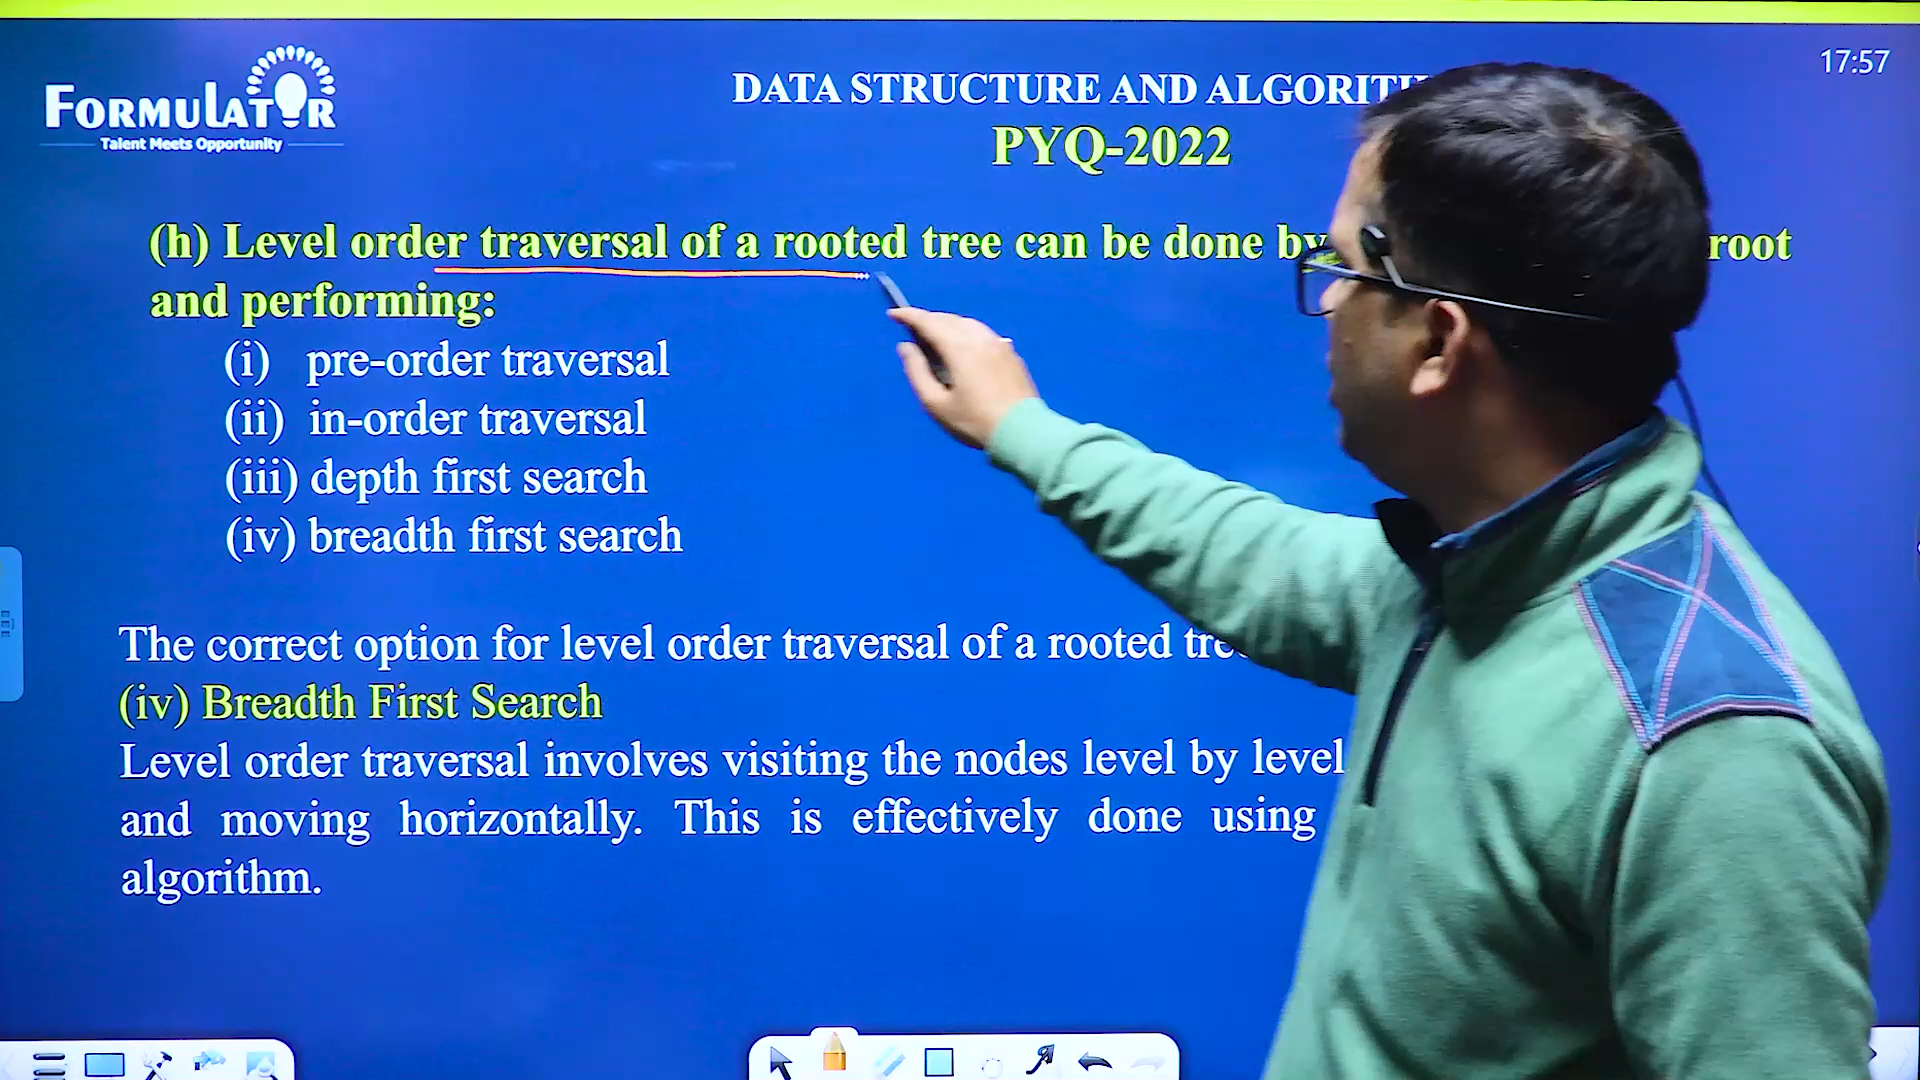 17:57
FORMULATOR
Talent Meets Opportunity
DATA STRUCTURE AND
PYQ-2022
(h) Level order traversal of a rooted tree can be done by root
and performing:
(i) pre-order traversal
(ii) in-order traversal
(iii) depth first search
(iv) breadth first search
The correct option for level order traversal of a rooted
(iv) Breadth First Search
Level order traversal involves visiting the nodes level by level
and moving horizontally. This is effectively done using
algorithm.